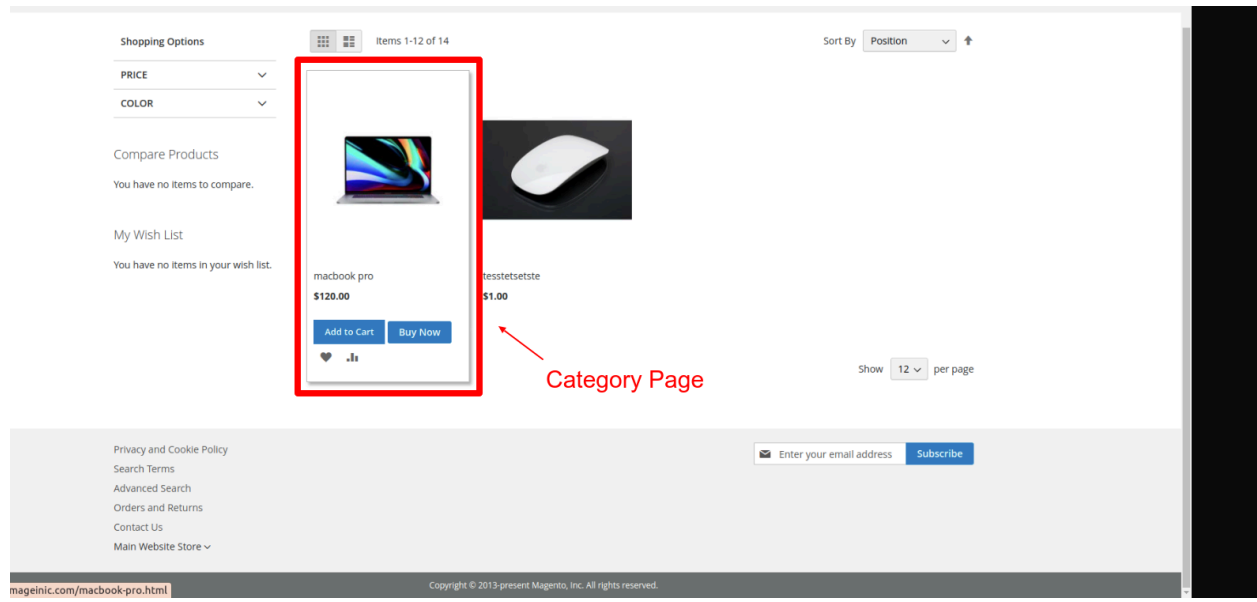 Shopping Options
Items 1-12 of 14
Sort By Position
PRICE
COLOR
Compare Products
You have no items to compare.
My Wish List
You have no items in your wish list.
macbook pro
$120.00
Add to Cart Buy Now
tesstetsetste
$1.00
Category Page
Show 12 per page
Privacy and Cookie Policy
Search Terms
Advanced Search
Orders and Returns
Contact Us
Main Website Store
Enter your email address Subscribe
Copyright © 2013-present Magento, Inc. All rights reserved.
mageinic.com/macbook-pro.html